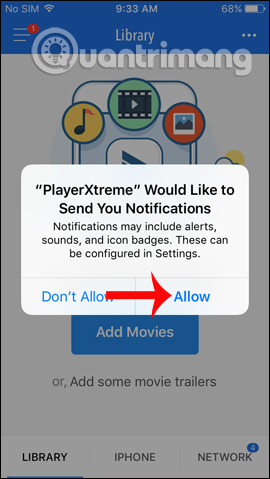 No SIM 9:33 AM 68%
1 Library
Quantrimang
“PlayerXtreme” Would Like to
Send You Notifications
Notifications may include alerts,
sounds, and icon badges. These can
be configured in Settings.
Don’t Allow Allow
Add Movies
or, Add some movie trailers
4
LIBRARY IPHONE NETWORK